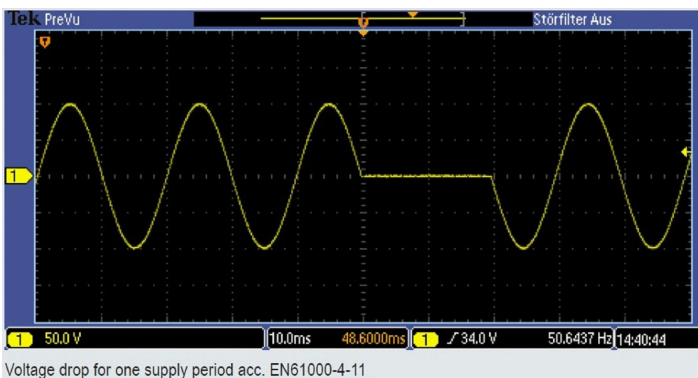 Tek PreVu
Störfilter Aus
T
T
1
1 50.0 V 10.0ms 48.6000ms 1 34.0 V 50.6437 Hz 14:40:44
Voltage drop for one supply period acc. EN61000-4-11